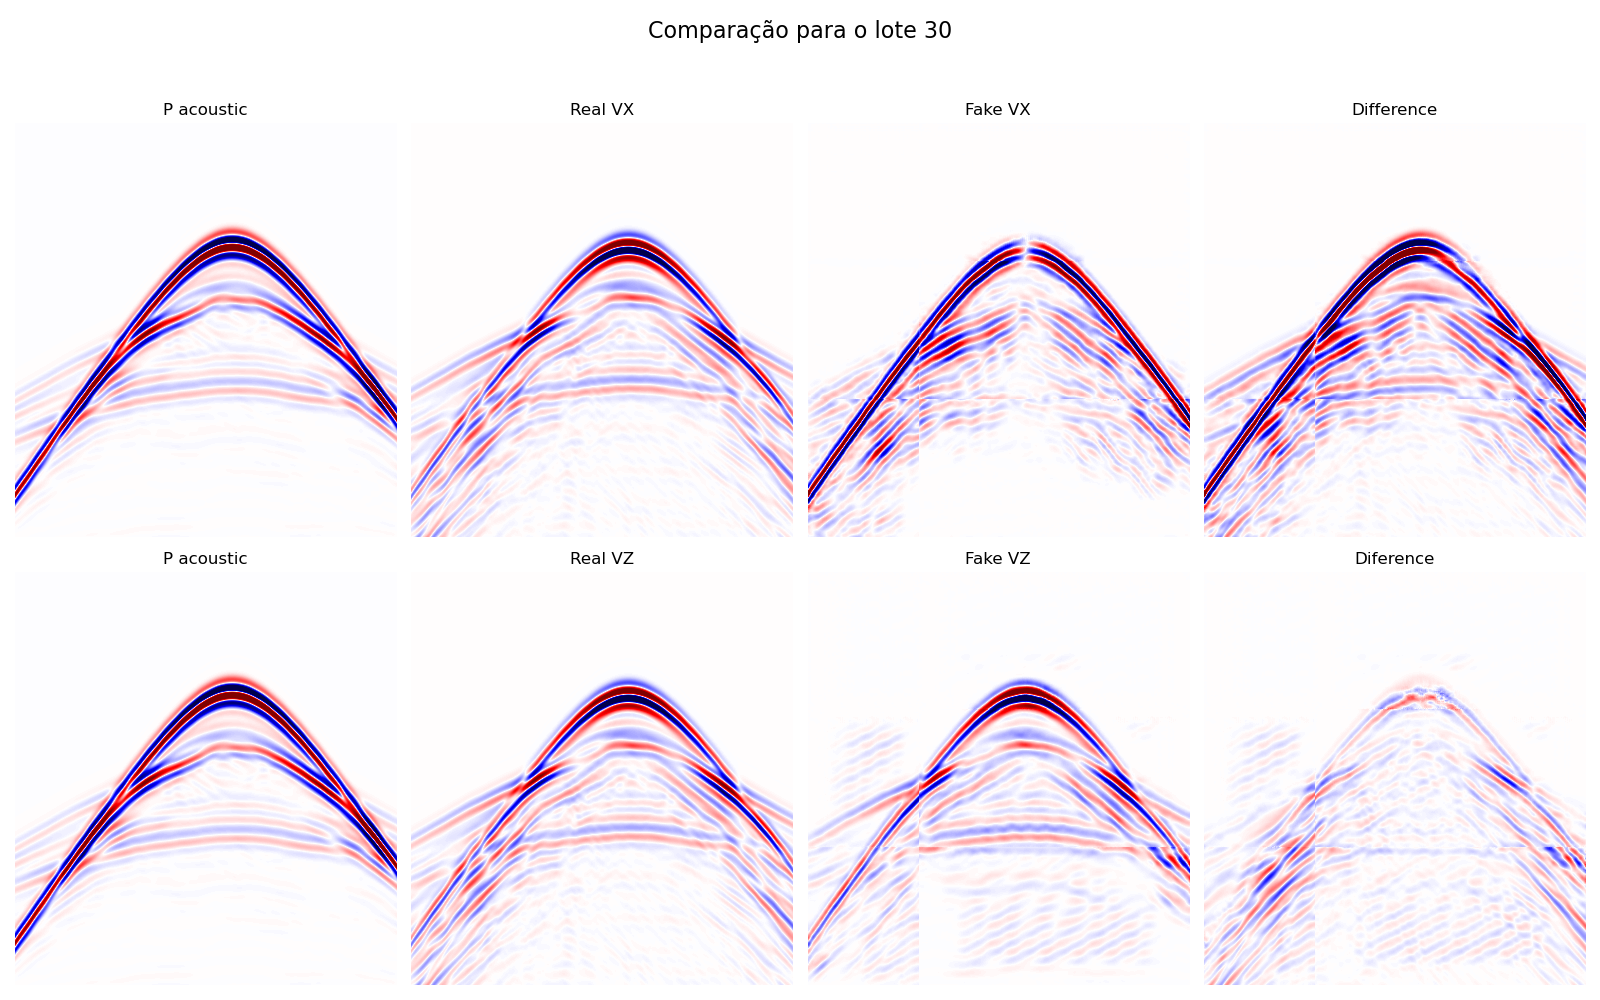 Comparação para o lote 30
P acoustic
Real VX
Fake VX
Difference
P acoustic
Real VZ
Fake VZ
Diference